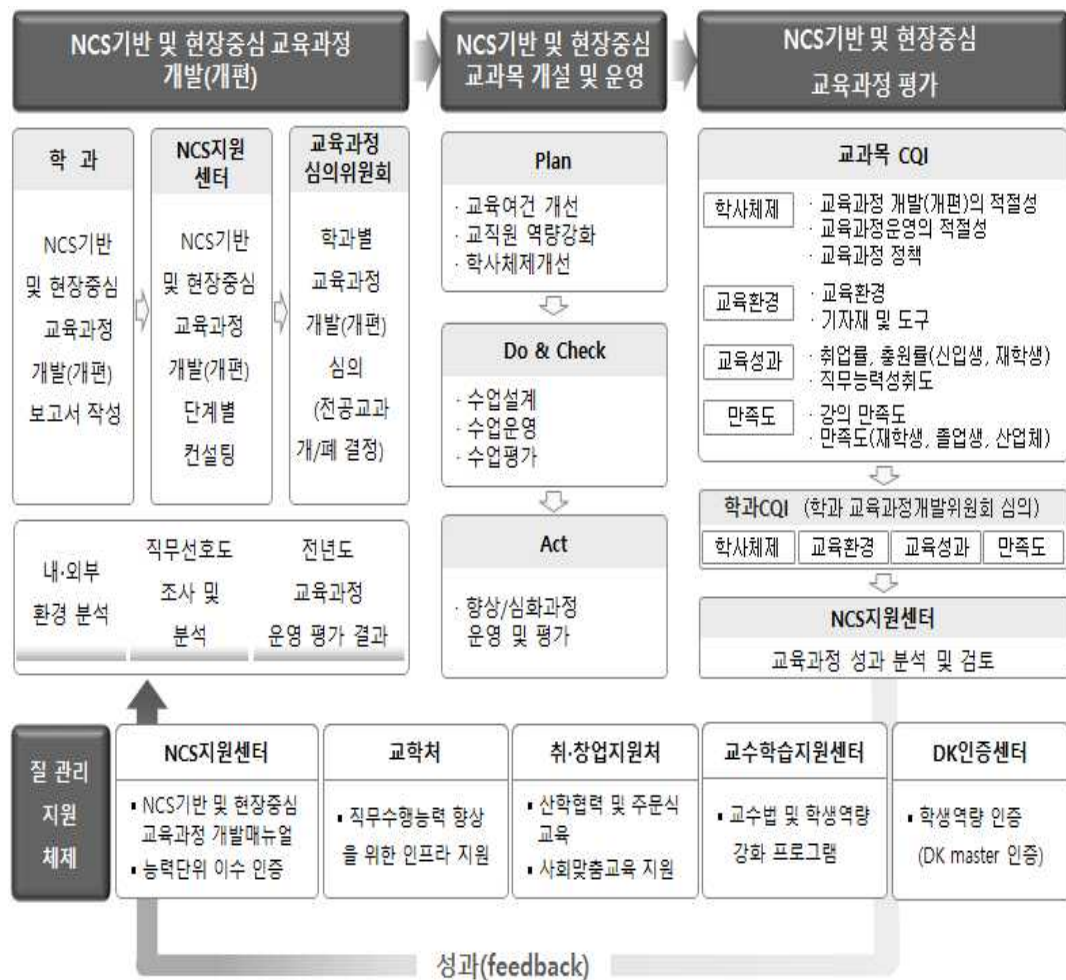 NCS기반 및 현장중심 교육과정
개발(개편)
NCS기반 및 현장중심
교과목 개설 및 운영
NCS기반 및 현장중심
교육과정 평가
학 과
NCS기반
및 현장중심
교육과정
개발(개편)
보고서 작성
NCS지원
센터
NCS기반
및 현장중심
교육과정
개발(개편)
단계별
컨설팅
교육과정
심의위원회
학과별
교육과정
개발(개편)
심의
(전공교과
개/폐 결정)
내·외부
환경 분석
직무선호도
조사 및
분석
전년도
교육과정
운영 평가 결과
Plan
· 교육여건 개선
· 교직원 역량강화
· 학사체제개선
Do & Check
· 수업설계
· 수업운영
· 수업평가
Act
· 향상/심화과정
운영 및 평가
교과목 CQI
학사체제
· 교육과정 개발(개편)의 적절성
· 교육과정운영의 적절성
· 교육과정 정책
교육환경
· 교육환경
· 기자재 및 도구
교육성과
· 취업률, 충원률(신입생, 재학생)
· 직무능력성취도
만족도
· 강의 만족도
· 만족도(재학생, 졸업생, 산업체)
학과CQI (학과 교육과정개발위원회 심의)
학사체제 교육환경 교육성과 만족도
NCS지원센터
교육과정 성과 분석 및 검토
질 관리
지원
체제
NCS지원센터
▪ NCS기반 및 현장중심
교육과정 개발매뉴얼
▪ 능력단위 이수 인증
교학처
▪ 직무수행능력 향상
을 위한 인프라 지원
취·창업지원처
▪ 산학협력 및 주문식
교육
▪ 사회맞춤교육 지원
교수학습지원센터
▪ 교수법 및 학생역량
강화 프로그램
DK인증센터
▪ 학생역량 인증
(DK master 인증)
성과(feedback)